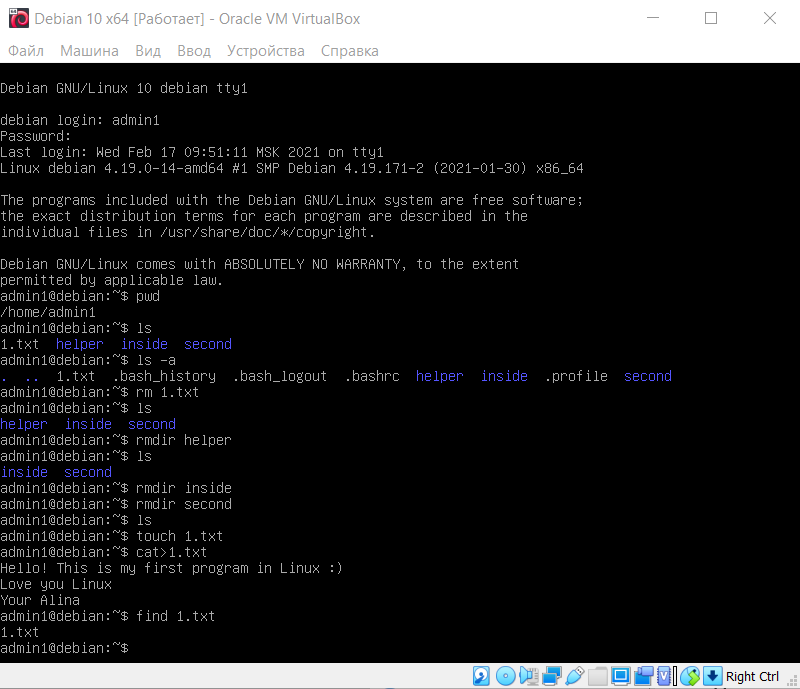 Debian 10 x64 [Работает] - Oracle VM VirtualBox
Файл Машина Вид Ввод Устройства Справка
Debian GNU/Linux 10 debian tty1
debian login: admin1
Password:
Last login: Wed Feb 17 09:51:11 MSK 2021 on tty1
Linux debian 4.19.0-14-amd64 #1 SMP Debian 4.19.171-2 (2021-01-30) x86_64
The programs included with the Debian GNU/Linux system are free software;
the exact distribution terms for each program are described in the
individual files in /usr/share/doc/*/copyright.
Debian GNU/Linux comes with ABSOLUTELY NO WARRANTY, to the extent
permitted by applicable law.
admin1@debian:~$ pwd
/home/admin1
admin1@debian:~$ ls
1.txt helper inside second
admin1@debian:~$ ls -a
. .. 1.txt .bash_history .bash_logout .bashrc helper inside .profile second
admin1@debian:~$ rm 1.txt
admin1@debian:~$ ls
helper inside second
admin1@debian:~$ rmdir helper
admin1@debian:~$ ls
inside second
admin1@debian:~$ rmdir inside
admin1@debian:~$ rmdir second
admin1@debian:~$ ls
admin1@debian:~$ touch 1.txt
admin1@debian:~$ cat>1.txt
Hello! This is my first program in Linux :)
Love you Linux
Your Alina
admin1@debian:~$ find 1.txt
1.txt
admin1@debian:~$
Right Ctrl